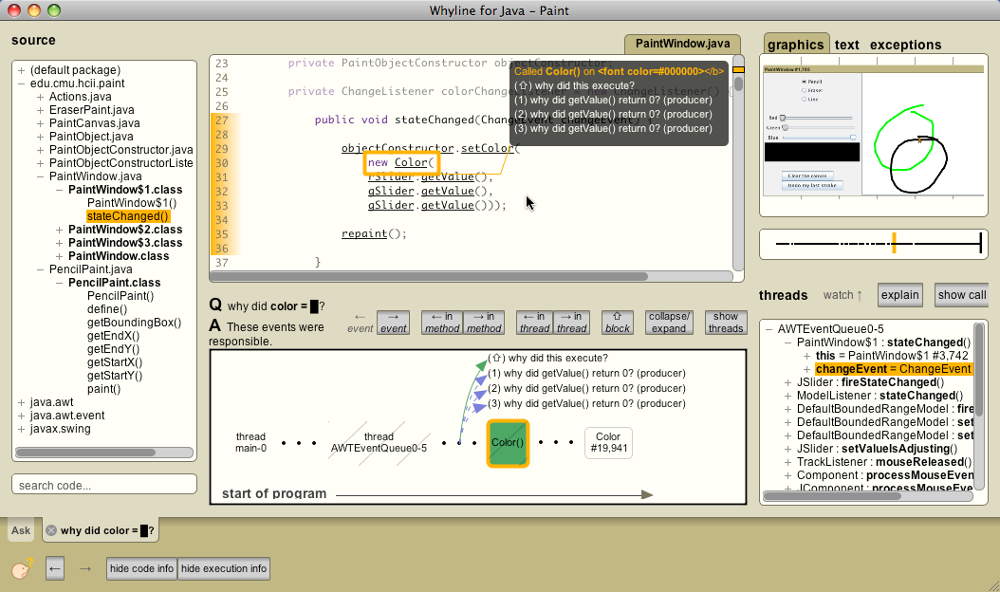 Whyline for Java – Paint
source
+ (default package)
– edu.cmu.hcii.paint
+ Actions.java
+ EraserPaint.java
+ PaintCanvas.java
+ PaintObject.java
+ PaintObjectConstructor.java
+ PaintObjectConstructorListe
– PaintWindow.java
– PaintWindow$1.class
PaintWindow$1()
stateChanged()
+ PaintWindow$2.class
+ PaintWindow$3.class
+ PaintWindow.class
– PencilPaint.java
– PencilPaint.class
PencilPaint()
define()
getBoundingBox()
getEndX()
getEndY()
getStartX()
getStartY()
paint()
+ java.awt
+ java.awt.event
+ javax.swing
search code...
PaintWindow.java
23 private PaintObjectConstructor objectConstructor;
24
25 private ChangeListener colorChangeListener = new ChangeListener() {
26
27 public void stateChanged(ChangeEvent changeEvent) {
28
29 objectConstructor.setColor(
30 new Color(
31 rSlider.getValue(),
32 gSlider.getValue(),
33 gSlider.getValue()));
34
35 repaint();
36
37 }
Called Color() on <font color=#000000></b>
(⇧) why did this execute?
(1) why did getValue() return 0? (producer)
(2) why did getValue() return 0? (producer)
(3) why did getValue() return 0? (producer)
Q why did color = █?
A These events were
responsible.
← event
→ event
← in method
→ in method
← in thread
→ in thread
⇧ block
collapse/ expand
show threads
(⇧) why did this execute?
(1) why did getValue() return 0? (producer)
(2) why did getValue() return 0? (producer)
(3) why did getValue() return 0? (producer)
thread main-0
thread AWTEventQueue0-5
Color()
Color #19,941
start of program
graphics text exceptions
PaintWindow #1,705
Pencil
Eraser
Line
Red
Green
Blue
Clear the canvas
Undo my last stroke
threads watch ↑ explain show call
– AWTEventQueue0-5
– PaintWindow$1 : stateChanged()
+ this = PaintWindow$1 #3,742
+ changeEvent = ChangeEvent
+ JSlider : fireStateChanged()
+ ModelListener : stateChanged()
+ DefaultBoundedRangeModel : fire
+ DefaultBoundedRangeModel : set
+ DefaultBoundedRangeModel : set
+ JSlider : setValueIsAdjusting()
+ TrackListener : mouseReleased()
+ Component : processMouseEven
+ JComponent : processMouseEve
Ask
why did color = █?
?
← →
hide code info hide execution info